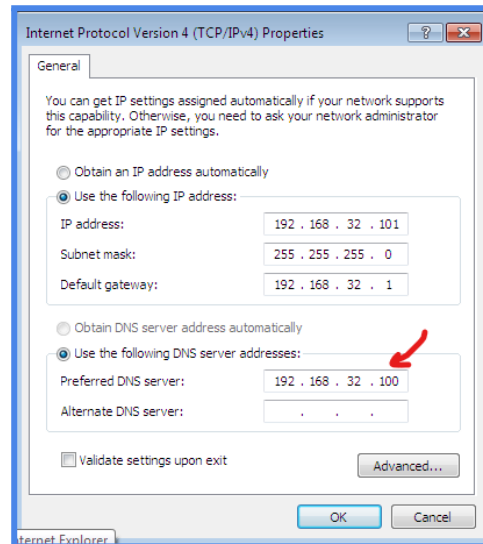 Internet Protocol Version 4 (TCP/IPv4) Properties
General
You can get IP settings assigned automatically if your network supports
this capability. Otherwise, you need to ask your network administrator
for the appropriate IP settings.
Obtain an IP address automatically
Use the following IP address:
IP address: 192 . 168 . 32 . 101
Subnet mask: 255 . 255 . 255 . 0
Default gateway: 192 . 168 . 32 . 1
Obtain DNS server address automatically
Use the following DNS server addresses:
Preferred DNS server: 192 . 168 . 32 . 100
Alternate DNS server: . . .
Validate settings upon exit
Advanced...
OK Cancel
ternet Explorer